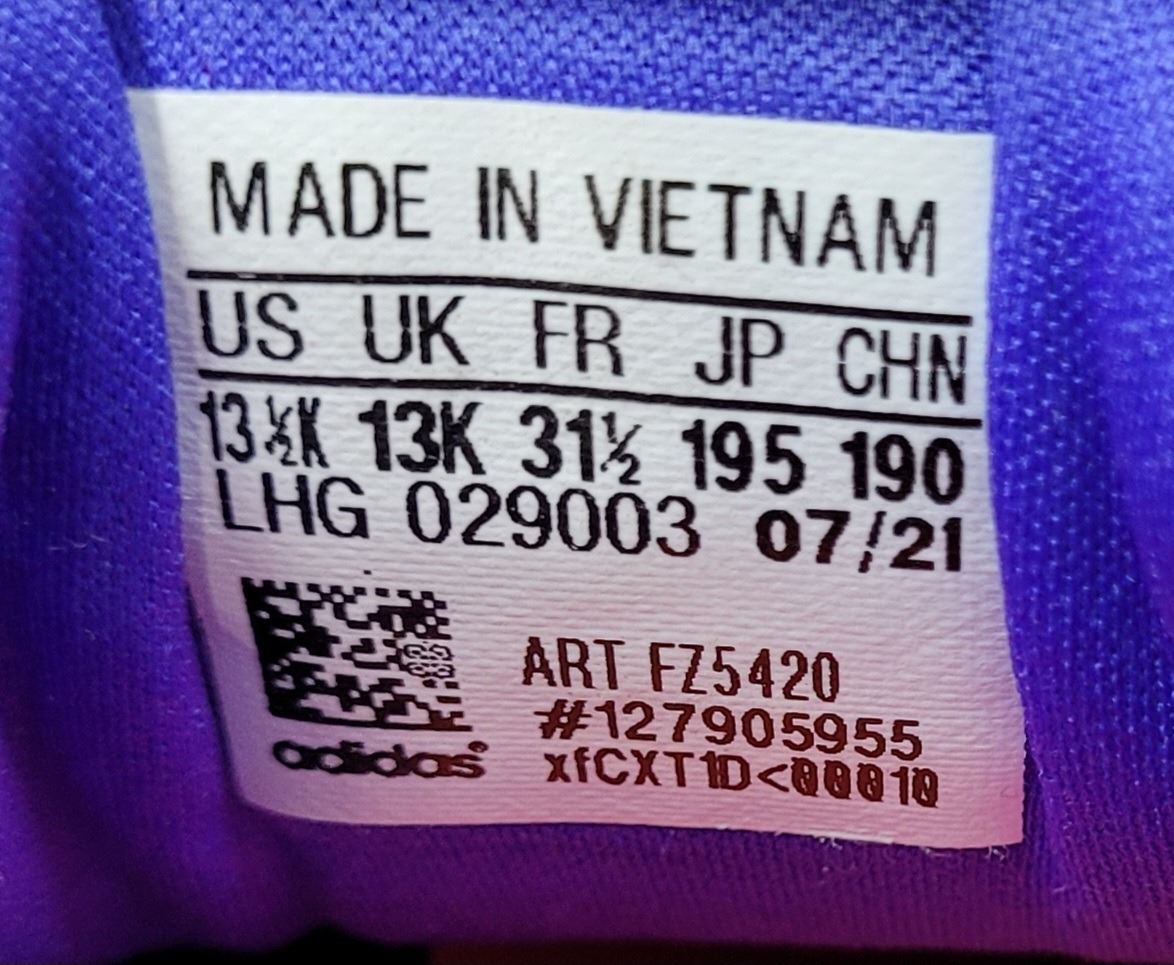 MADE IN VIETNAM
US UK FR JP CHN
13½K 13K 31½ 195 190
LHG 029003 07/21
ART FZ5420
#127905955
adidas® xfCXT1D<00010